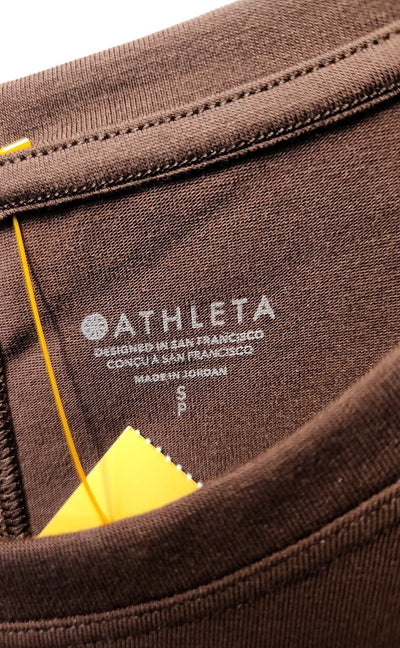 ATHLETA
DESIGNED IN SAN FRANCISCO
CONÇU À SAN FRANCISCO
MADE IN JORDAN
S
P